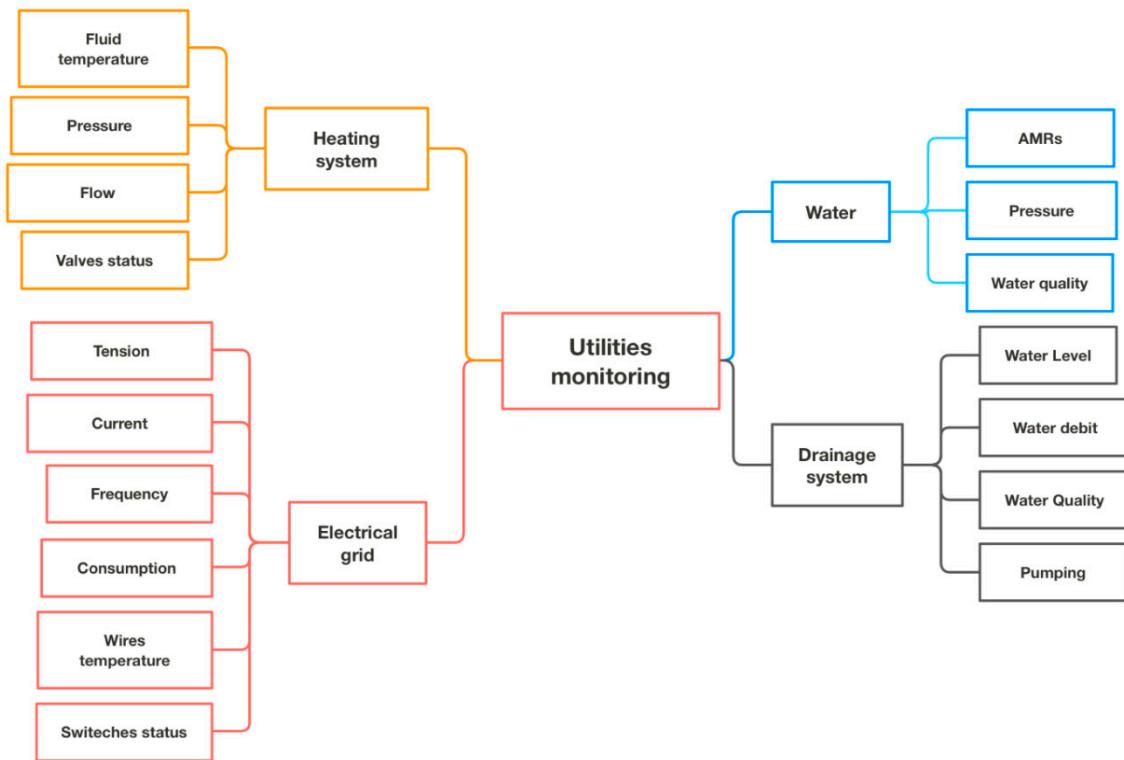 Fluid
temperature
Pressure
Flow
Valves status
Heating
system
Tension
Current
Frequency
Consumption
Wires
temperature
Switeches status
Electrical
grid
Utilities
monitoring
Water
AMRs
Pressure
Water quality
Drainage
system
Water Level
Water debit
Water Quality
Pumping